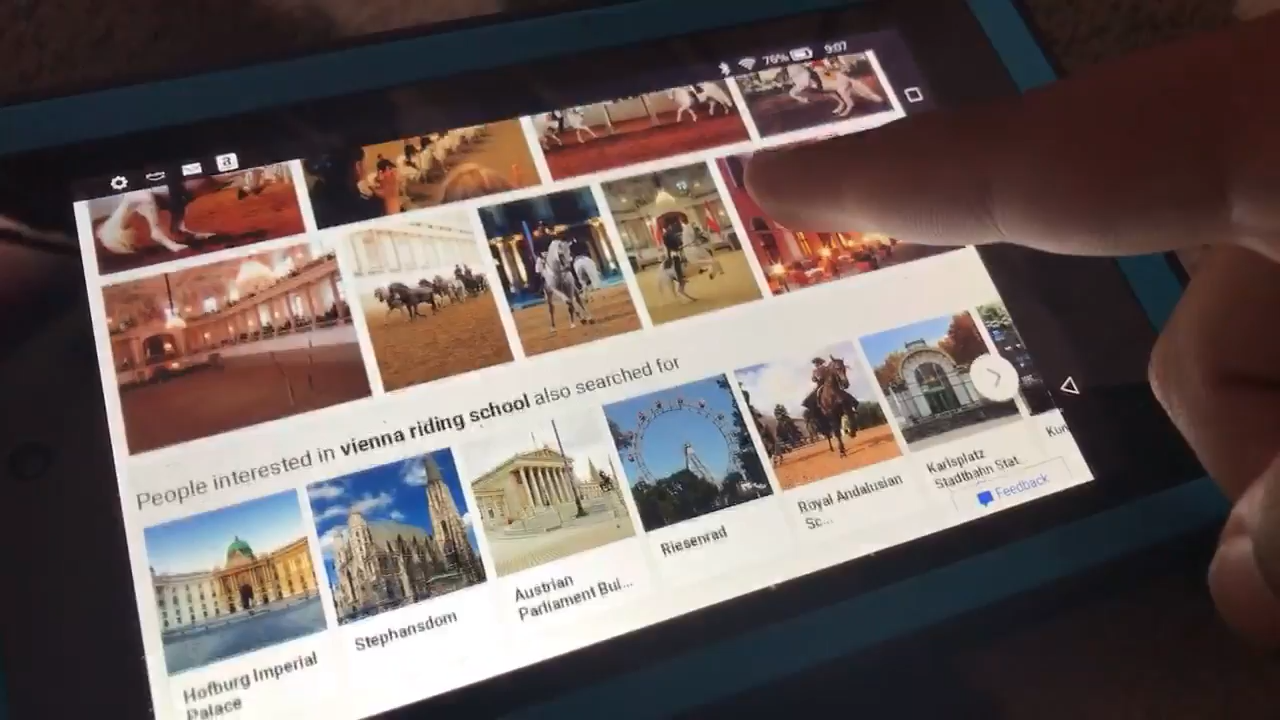 76% 9:07
a
People interested in vienna riding school also searched for
Hofburg Imperial
Palace
Stephansdom
Austrian
Parliament Bui...
Riesenrad
Royal Andalusian
Sc...
Karlsplatz
Stadtbahn Stat...
Kun
Feedback